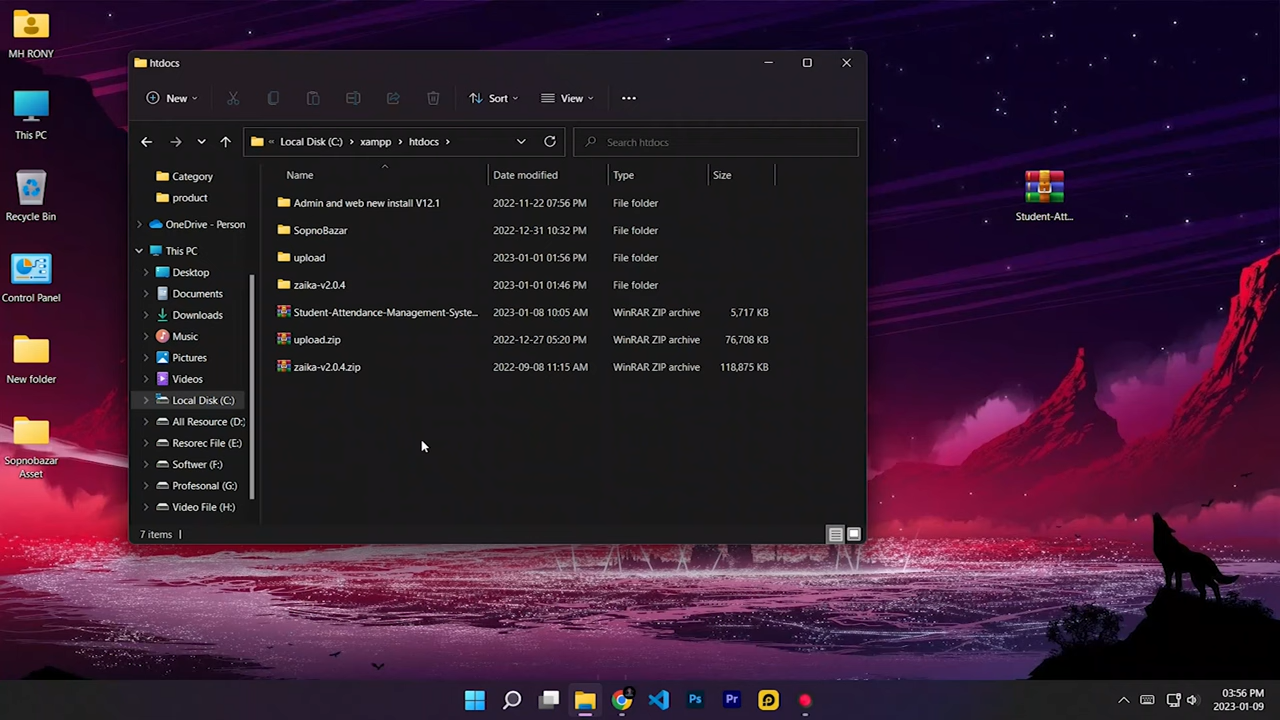 MH RONY
This PC
Recycle Bin
Control Panel
New folder
Sopnobazar
Asset
htdocs
New
Sort
View
Local Disk (C:)
xampp
htdocs
Search htdocs
Category
product
OneDrive - Person
This PC
Desktop
Documents
Downloads
Music
Pictures
Videos
Local Disk (C:)
All Resource (D:
Resorec File (E:)
Softwer (F:)
Profesonal (G:)
Video File (H:)
Name Date modified Type Size
Admin and web new install V12.1 2022-11-22 07:56 PM File folder
SopnoBazar 2022-12-31 10:32 PM File folder
upload 2023-01-01 01:56 PM File folder
zaika-v2.0.4 2023-01-01 01:46 PM File folder
Student-Attendance-Management-Syste... 2023-01-08 10:05 AM WinRAR ZIP archive 5,717 KB
upload.zip 2022-12-27 05:20 PM WinRAR ZIP archive 76,708 KB
zaika-v2.0.4.zip 2022-09-08 11:15 AM WinRAR ZIP archive 118,875 KB
7 items
Student-Att...
Ps
Pr
03:56 PM
2023-01-09